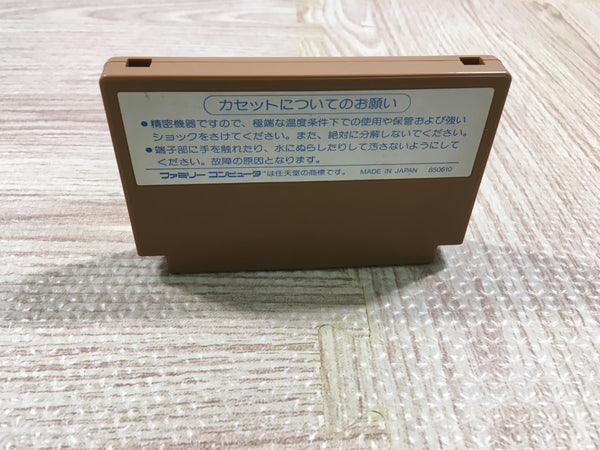 カセットについてのお願い
●精密機器ですので、極端な温度条件下での使用や保管および強い
ショックをさけてください。また、絶対に分解しないでください。
●端子部に手を触れたり、水にぬらしたりして汚さないようにして
ください。故障の原因となります。
ファミリー コンピュータ™は任天堂の商標です。 MADE IN JAPAN 850610